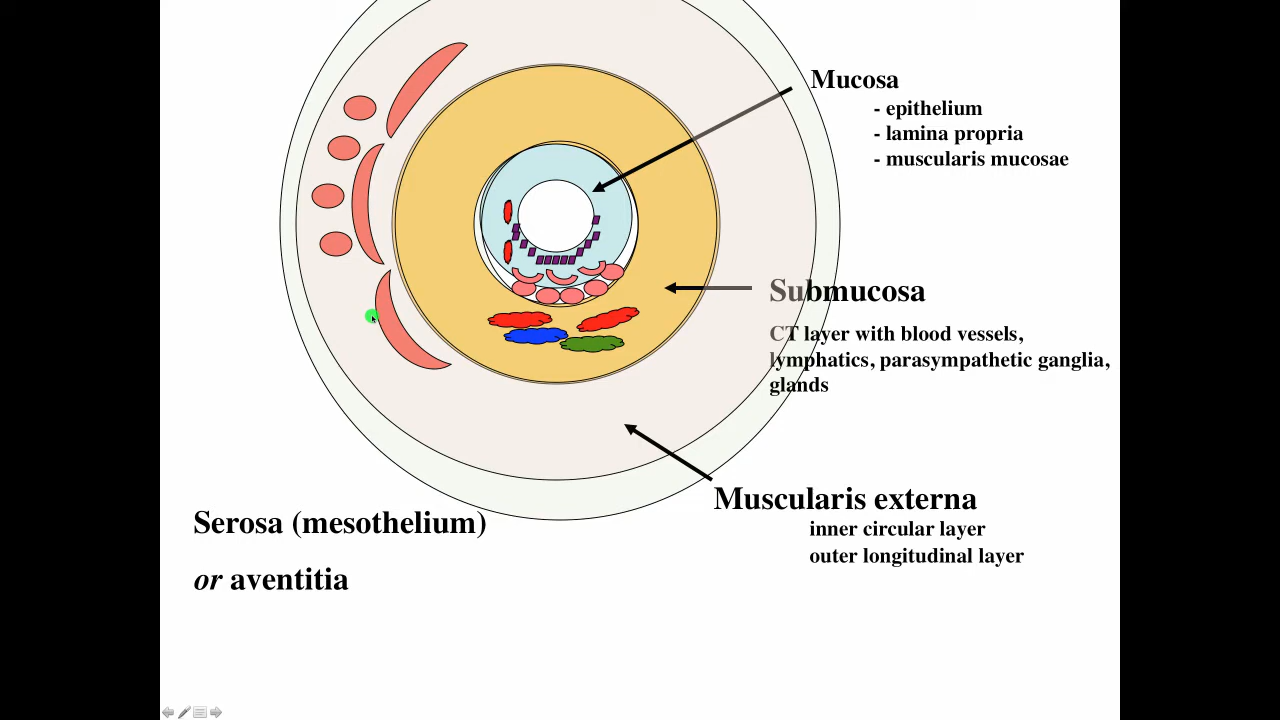 Mucosa
- epithelium
- lamina propria
- muscularis mucosae
Submucosa
CT layer with blood vessels,
lymphatics, parasympathetic ganglia,
glands
Muscularis externa
inner circular layer
outer longitudinal layer
Serosa (mesothelium)
or aventitia